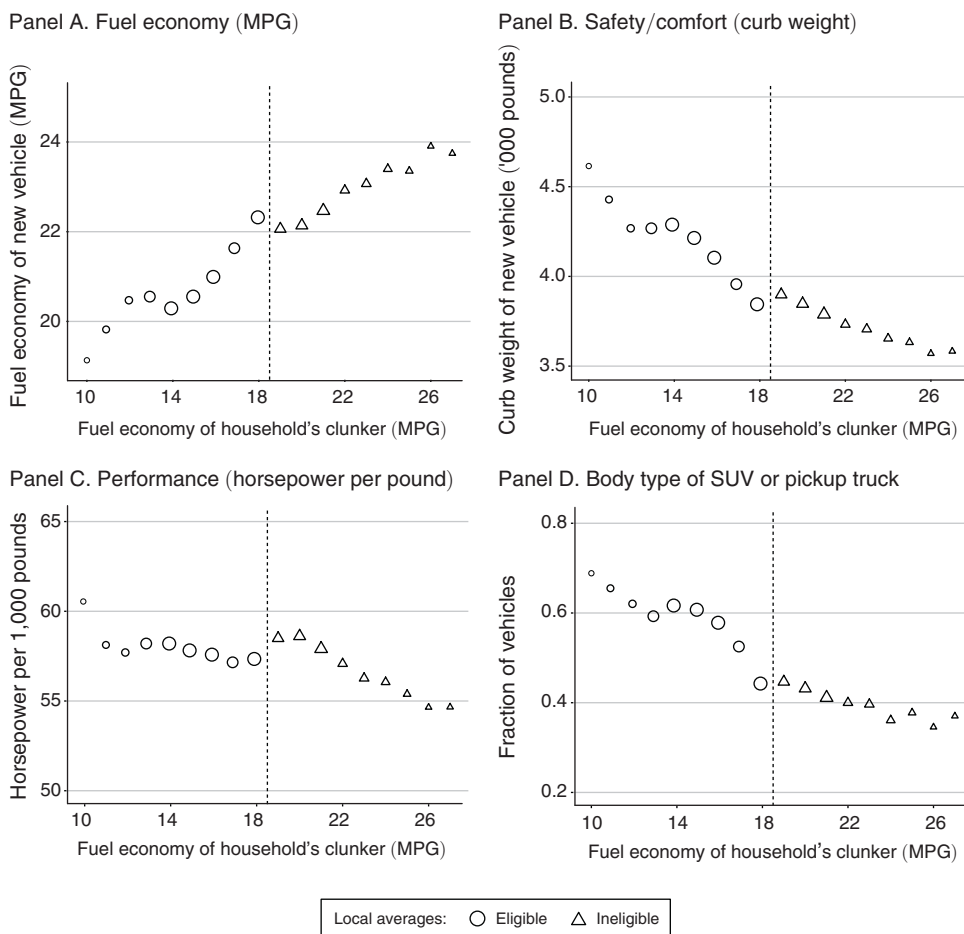 Panel A. Fuel economy (MPG)
Fuel economy of new vehicle (MPG)
24
22
20
10 14 18 22 26
Fuel economy of household's clunker (MPG)
Panel B. Safety/comfort (curb weight)
Curb weight of new vehicle ('000 pounds)
5.0
4.5
4.0
3.5
10 14 18 22 26
Fuel economy of household's clunker (MPG)
Panel C. Performance (horsepower per pound)
Horsepower per 1,000 pounds
65
60
55
50
10 14 18 22 26
Fuel economy of household's clunker (MPG)
Panel D. Body type of SUV or pickup truck
Fraction of vehicles
0.8
0.6
0.4
0.2
10 14 18 22 26
Fuel economy of household's clunker (MPG)
Local averages: Eligible Ineligible